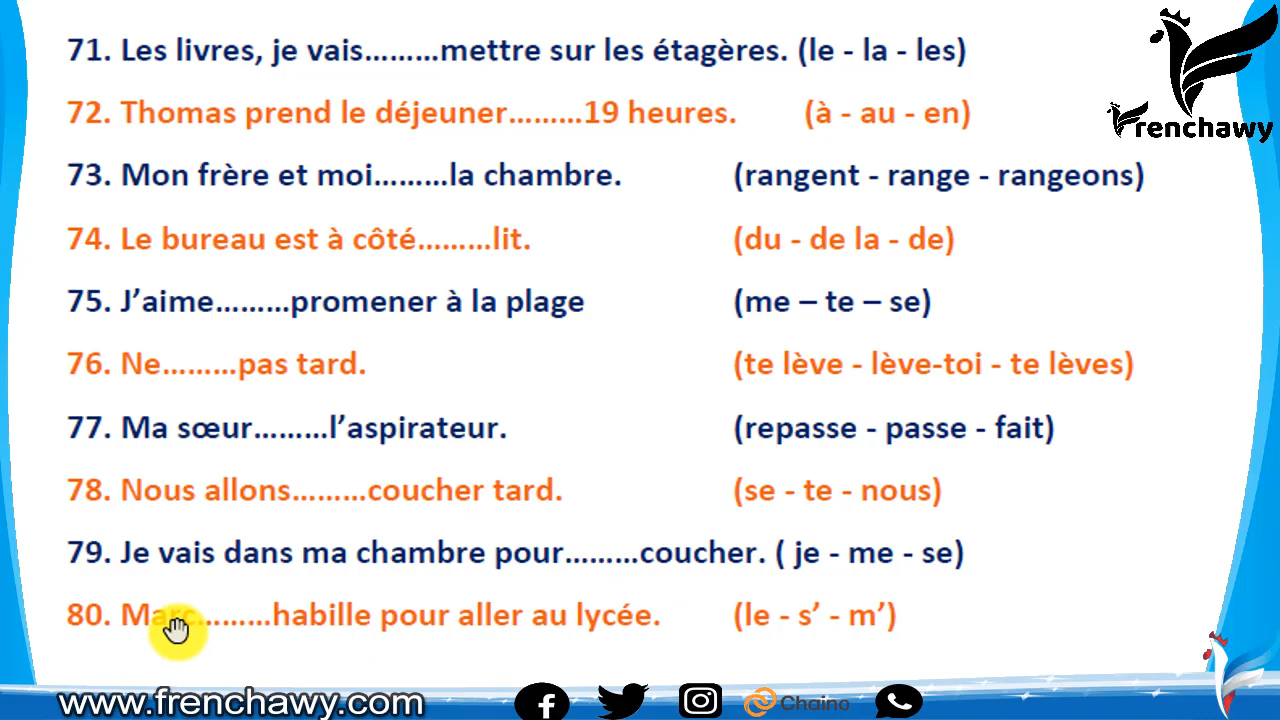 71. Les livres, je vais.........mettre sur les étagères. (le - la - les)
72. Thomas prend le déjeuner.........19 heures. (à - au - en)
73. Mon frère et moi.........la chambre. (rangent - range - rangeons)
74. Le bureau est à côté.........lit. (du - de la - de)
75. J’aime.........promener à la plage (me – te – se)
76. Ne.........pas tard. (te lève - lève-toi - te lèves)
77. Ma sœur.........l’aspirateur. (repasse - passe - fait)
78. Nous allons.........coucher tard. (se - te - nous)
79. Je vais dans ma chambre pour.........coucher. ( je - me - se)
80. Marc.........habille pour aller au lycée. (le - s’ - m’)
Frenchawy
www.frenchawy.com
Chaino